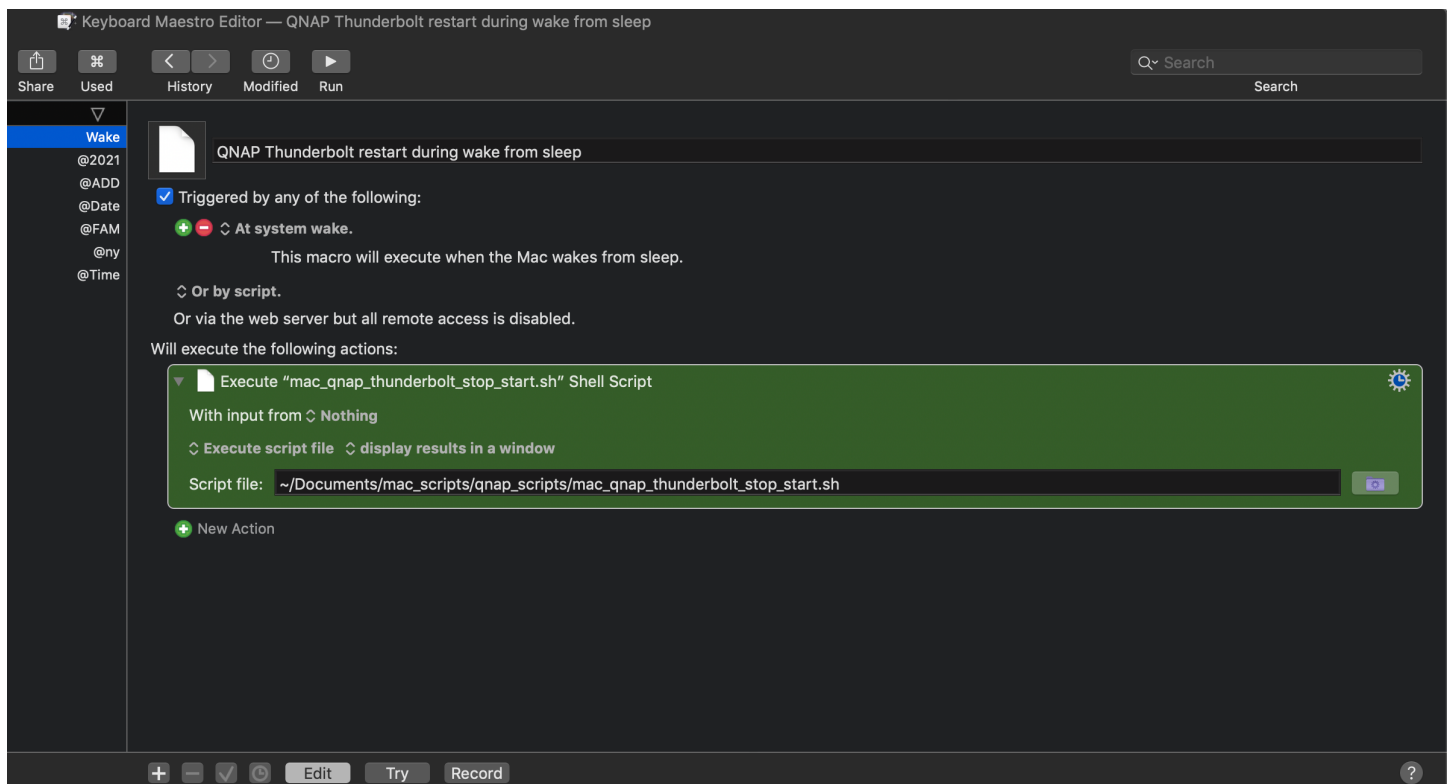 Keyboard Maestro Editor — QNAP Thunderbolt restart during wake from sleep
Share Used History Modified Run Search
Search
Wake
@2021
@ADD
@Date
@FAM
@ny
@Time
QNAP Thunderbolt restart during wake from sleep
Triggered by any of the following:
At system wake.
This macro will execute when the Mac wakes from sleep.
Or by script.
Or via the web server but all remote access is disabled.
Will execute the following actions:
Execute “mac_qnap_thunderbolt_stop_start.sh” Shell Script
With input from Nothing
Execute script file display results in a window
Script file: ~/Documents/mac_scripts/qnap_scripts/mac_qnap_thunderbolt_stop_start.sh
New Action
Edit Try Record ?